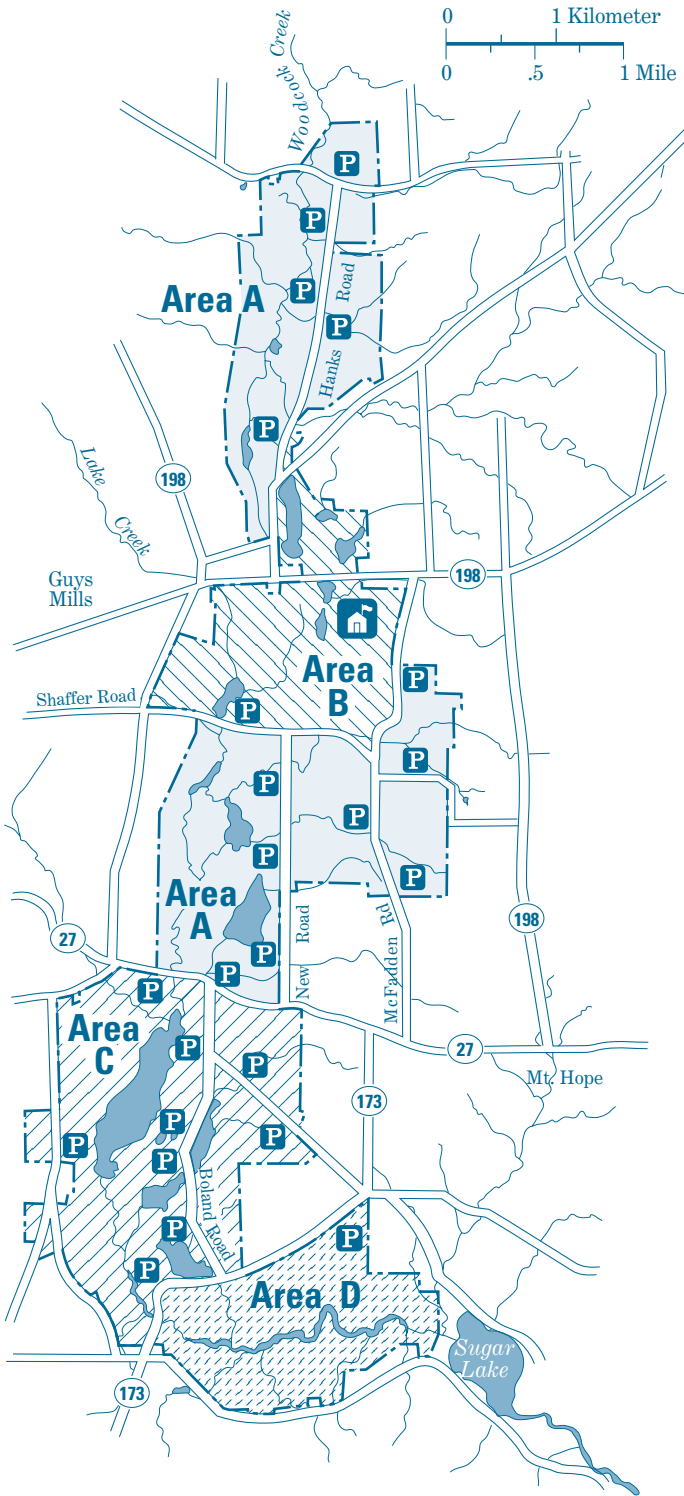 0 1 Kilometer
0 .5 1 Mile
Woodcock Creek
P
P
Area A
P
Hanks Road
P
P
Lake Creek
198
Guys
Mills
198
Area
B
Shaffer Road
P
P
P
P
P
P
P
Area
A
27
New Road
McFadden Rd
198
P
P
P
Area
C
P
27
P
Mt. Hope
173
P
P
P
P
Boland Road
P
P
P
Area D
Sugar
Lake
173